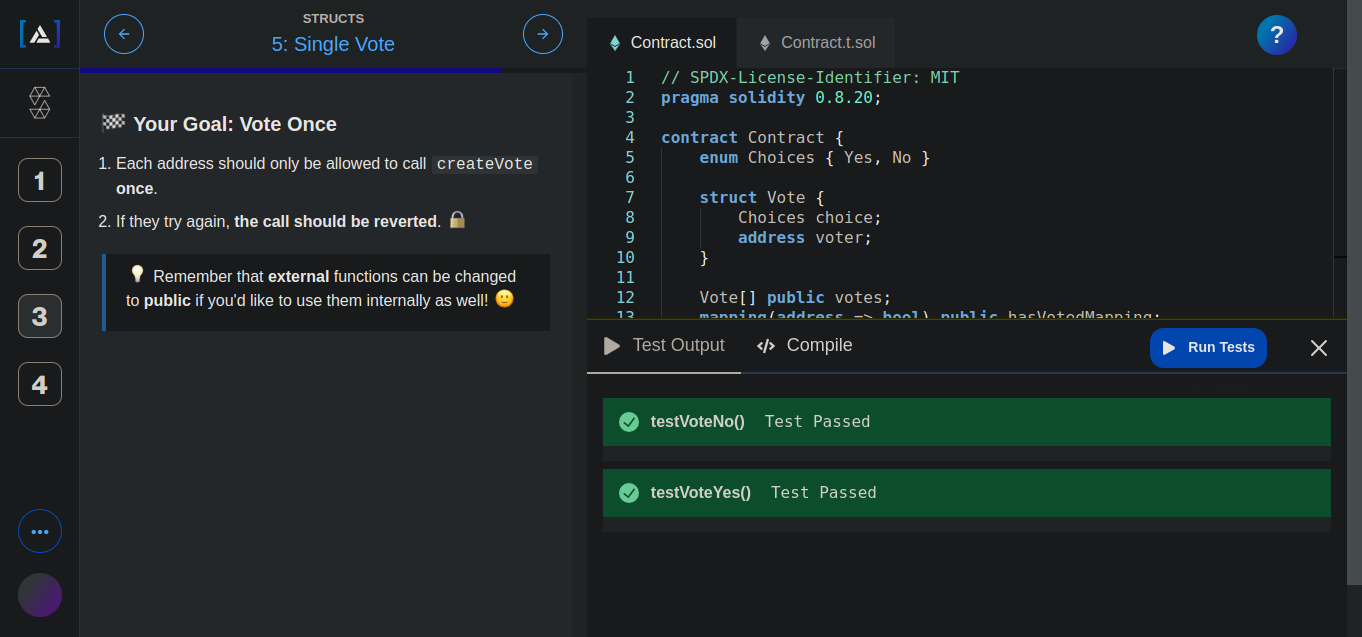 STRUCTS
5: Single Vote
Your Goal: Vote Once
1. Each address should only be allowed to call createVote
once.
2. If they try again, the call should be reverted.
Remember that external functions can be changed
to public if you'd like to use them internally as well!
1
2
3
4
Contract.sol
Contract.t.sol
?
1 // SPDX-License-Identifier: MIT
2 pragma solidity 0.8.20;
3
4 contract Contract {
5 enum Choices { Yes, No }
6
7 struct Vote {
8 Choices choice;
9 address voter;
10 }
11
12 Vote[] public votes;
13 mapping(address => bool) public hasVotedMapping;
Test Output
Compile
Run Tests
testVoteNo() Test Passed
testVoteYes() Test Passed